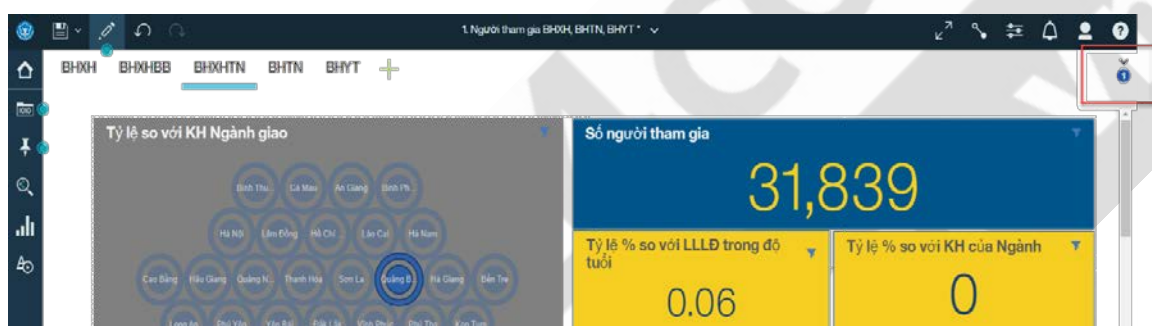 1. Người tham gia BHXH, BHTN, BHYT *
?
BHXH BHXHBB BHXHTN BHTN BHYT
1
Tỷ lệ so với KH Ngành giao
Số người tham gia
31,839
Bình Thu... Cà Mau An Giang Bình Ph...
Hà Nội Lâm Đồng Hồ Chí ... Lào Cai Hà Nam
Tỷ lệ % so với LLLĐ trong độ tuổi
Tỷ lệ % so với KH của Ngành
Cao Bằng Hậu Giang Quảng N... Thanh Hóa Sơn La Quảng B... Hà Giang Bến Tre
0.06
0
Long An Phú Yên Yên Bái Đắk Lắk Vĩnh Phúc Phú Thọ Kon Tum